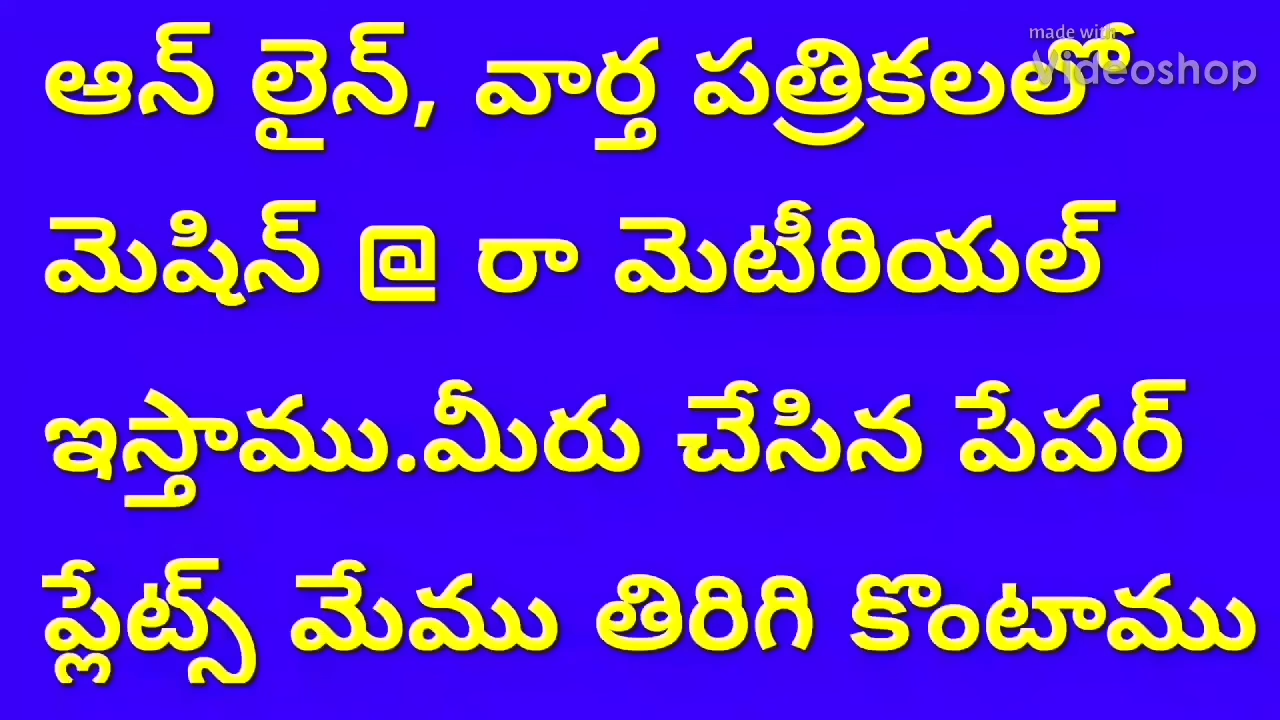 made with
Videoshop
ఆన్ లైన్, వార్త పత్రికలలో
మెషిన్ @ రా మెటీరియల్
ఇస్తాము.మీరు చేసిన పేపర్
ప్లేట్స్ మేము తిరిగి కొంటాము